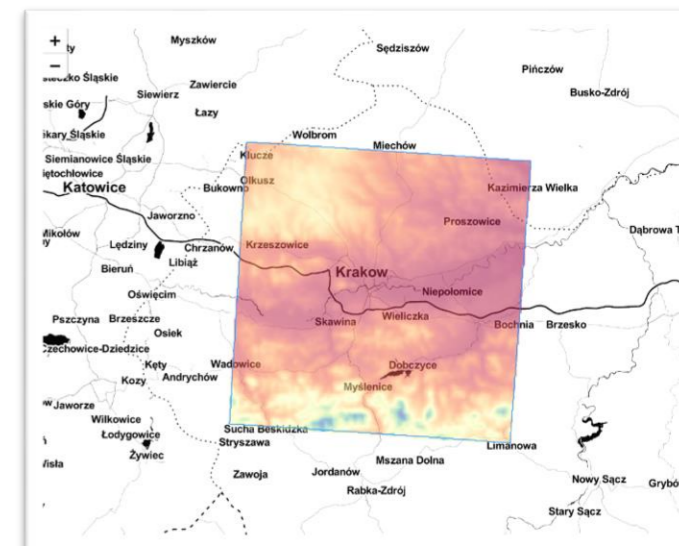 +
Myszków
Sędziszów
−
Pińczów
Zawiercie
Siewierz
Busko-Zdrój
skie Góry
Łazy
Wolbrom
Miechów
Klucze
Siemianowice Śląskie
Olkusz
Katowice
Bukowno
Kazimierza Wielka
Jaworzno
Proszowice
Dąbrowa T
Lędziny
Chrzanów
Krzeszowice
Libiąż
Bieruń
Krakow
Oświęcim
Niepołomice
Pszczyna
Brzeszcze
Skawina
Wieliczka
Bochnia
Brzesko
Osiek
Czechowice-Dziedzice
Kęty
Wadowice
Dobczyce
Kozy
Andrychów
Myślenice
Jaworze
Wilkowice
Łodygowice
Sucha Beskidzka
Stryszawa
Limanowa
Żywiec
Mszana Dolna
Zawoja
Jordanów
Nowy Sącz
Grybó
Rabka-Zdrój
Stary Sącz